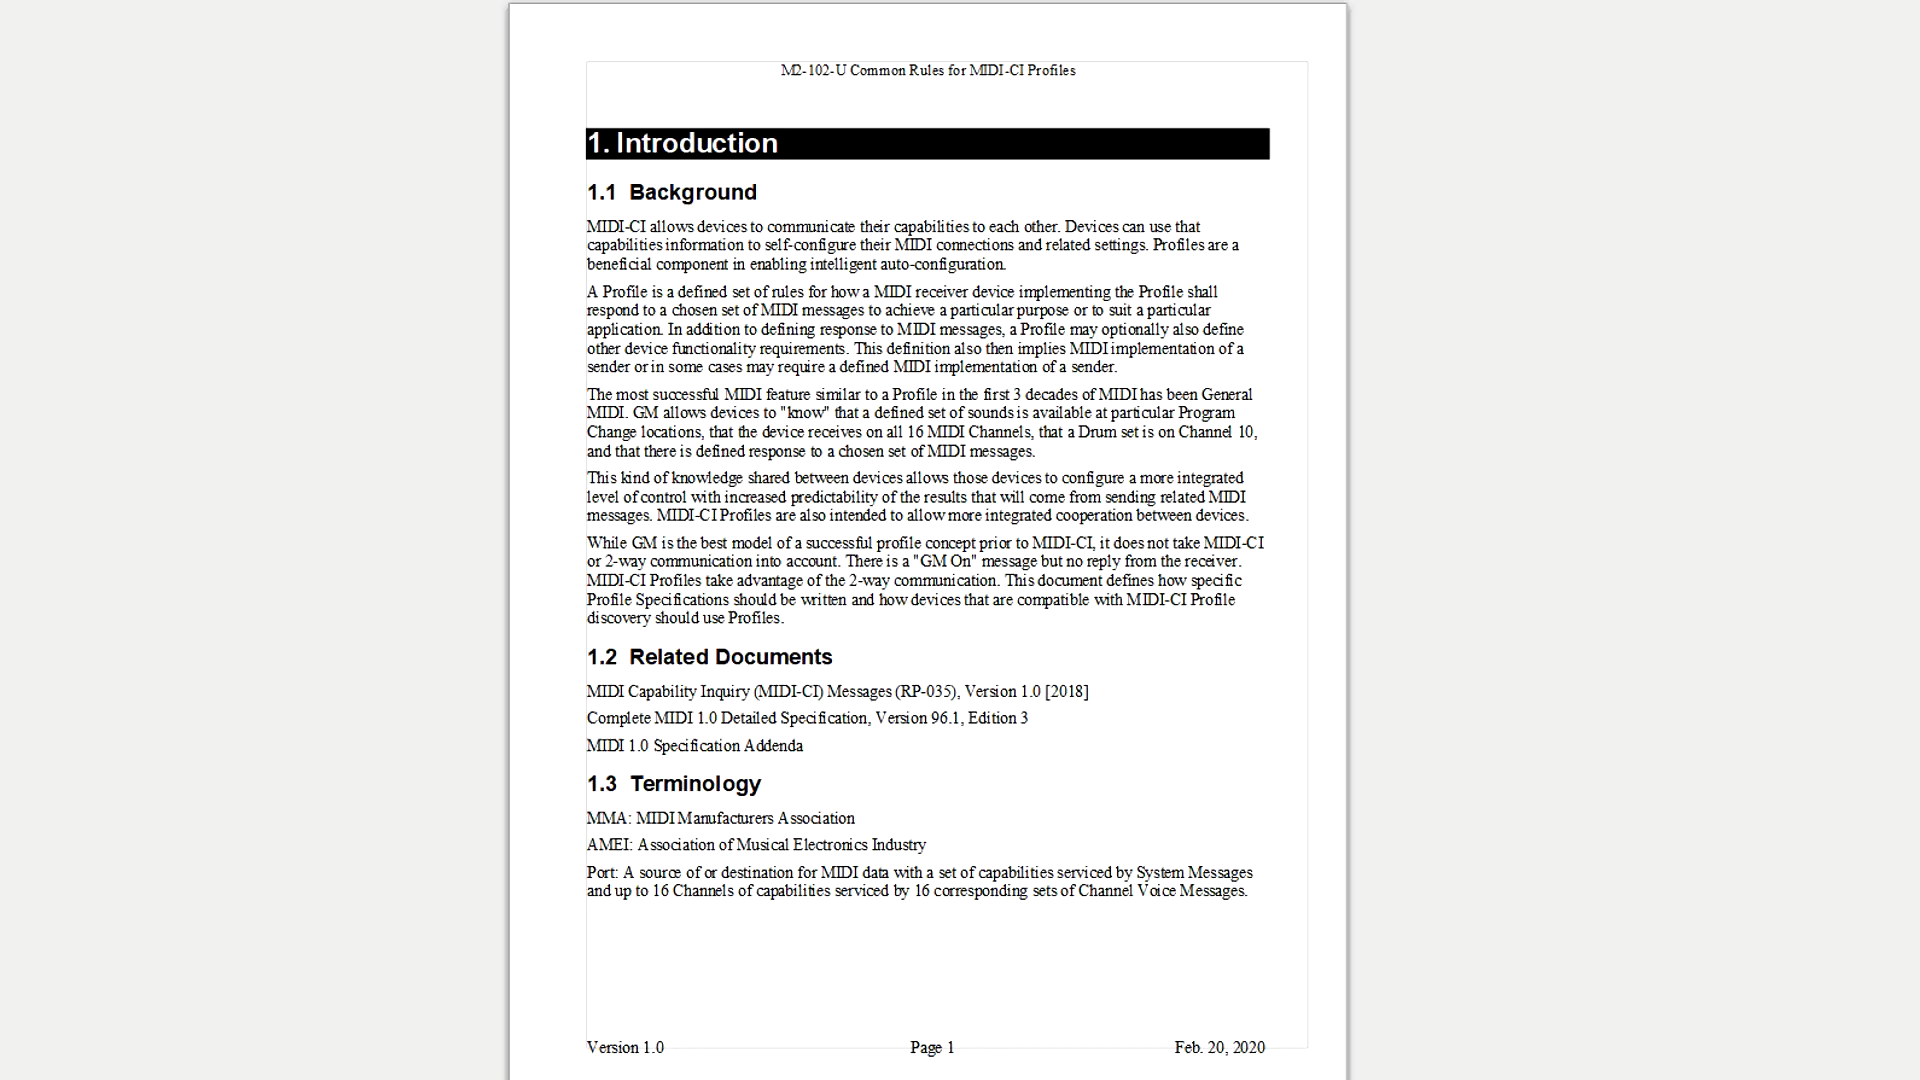 M2-102-U Common Rules for MIDI-CI Profiles
1. Introduction
1.1 Background
MIDI-CI allows devices to communicate their capabilities to each other. Devices can use that
capabilities information to self-configure their MIDI connections and related settings. Profiles are a
beneficial component in enabling intelligent auto-configuration.
A Profile is a defined set of rules for how a MIDI receiver device implementing the Profile shall
respond to a chosen set of MIDI messages to achieve a particular purpose or to suit a particular
application. In addition to defining response to MIDI messages, a Profile may optionally also define
other device functionality requirements. This definition also then implies MIDI implementation of a
sender or in some cases may require a defined MIDI implementation of a sender.
The most successful MIDI feature similar to a Profile in the first 3 decades of MIDI has been General
MIDI. GM allows devices to "know" that a defined set of sounds is available at particular Program
Change locations, that the device receives on all 16 MIDI Channels, that a Drum set is on Channel 10,
and that there is defined response to a chosen set of MIDI messages.
This kind of knowledge shared between devices allows those devices to configure a more integrated
level of control with increased predictability of the results that will come from sending related MIDI
messages. MIDI-CI Profiles are also intended to allow more integrated cooperation between devices.
While GM is the best model of a successful profile concept prior to MIDI-CI, it does not take MIDI-CI
or 2-way communication into account. There is a "GM On" message but no reply from the receiver.
MIDI-CI Profiles take advantage of the 2-way communication. This document defines how specific
Profile Specifications should be written and how devices that are compatible with MIDI-CI Profile
discovery should use Profiles.
1.2 Related Documents
MIDI Capability Inquiry (MIDI-CI) Messages (RP-035), Version 1.0 [2018]
Complete MIDI 1.0 Detailed Specification, Version 96.1, Edition 3
MIDI 1.0 Specification Addenda
1.3 Terminology
MMA: MIDI Manufacturers Association
AMEI: Association of Musical Electronics Industry
Port: A source of or destination for MIDI data with a set of capabilities serviced by System Messages
and up to 16 Channels of capabilities serviced by 16 corresponding sets of Channel Voice Messages.
Version 1.0 Page 1 Feb. 20, 2020